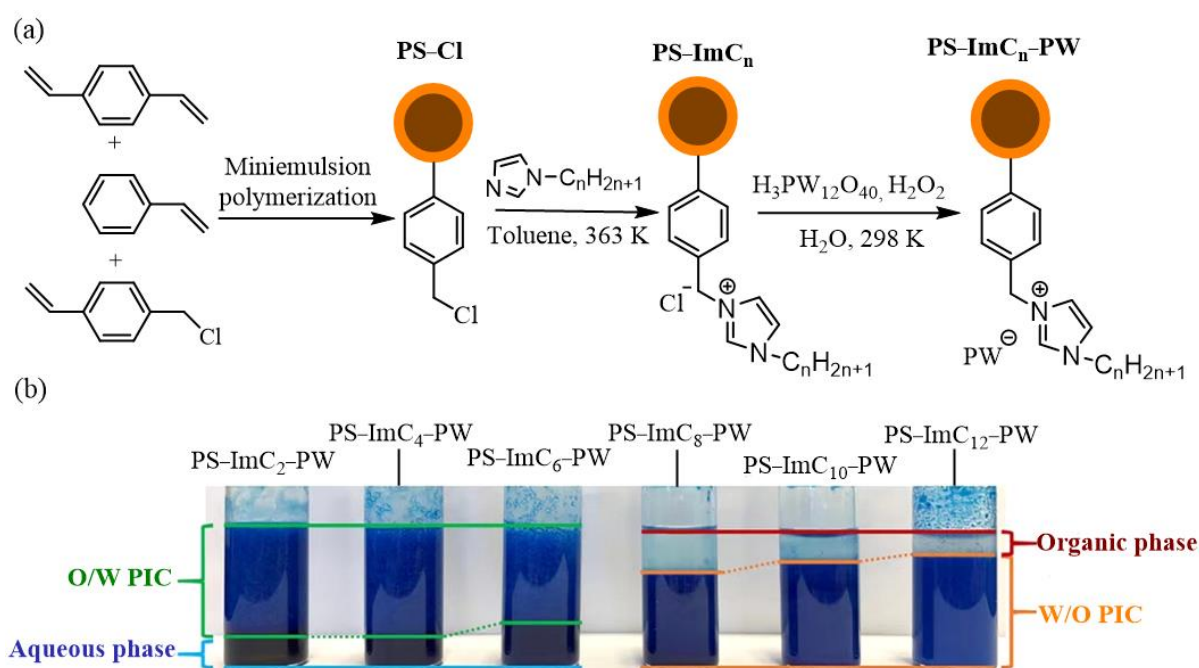 (a)
PS–Cl
PS–ImCₙ
PS–ImCₙ–PW
+
+
Cl
Miniemulsion
polymerization
Cl
N
N
CₙH₂ₙ₊₁
Toluene, 363 K
Cl⁻
⊕
N
N
CₙH₂ₙ₊₁
H₃PW₁₂O₄₀, H₂O₂
H₂O, 298 K
⊕
N
PW⊖
N
CₙH₂ₙ₊₁
(b)
PS–ImC₂–PW
PS–ImC₄–PW
PS–ImC₆–PW
PS–ImC₈–PW
PS–ImC₁₀–PW
PS–ImC₁₂–PW
O/W PIC
Aqueous phase
Organic phase
W/O PIC